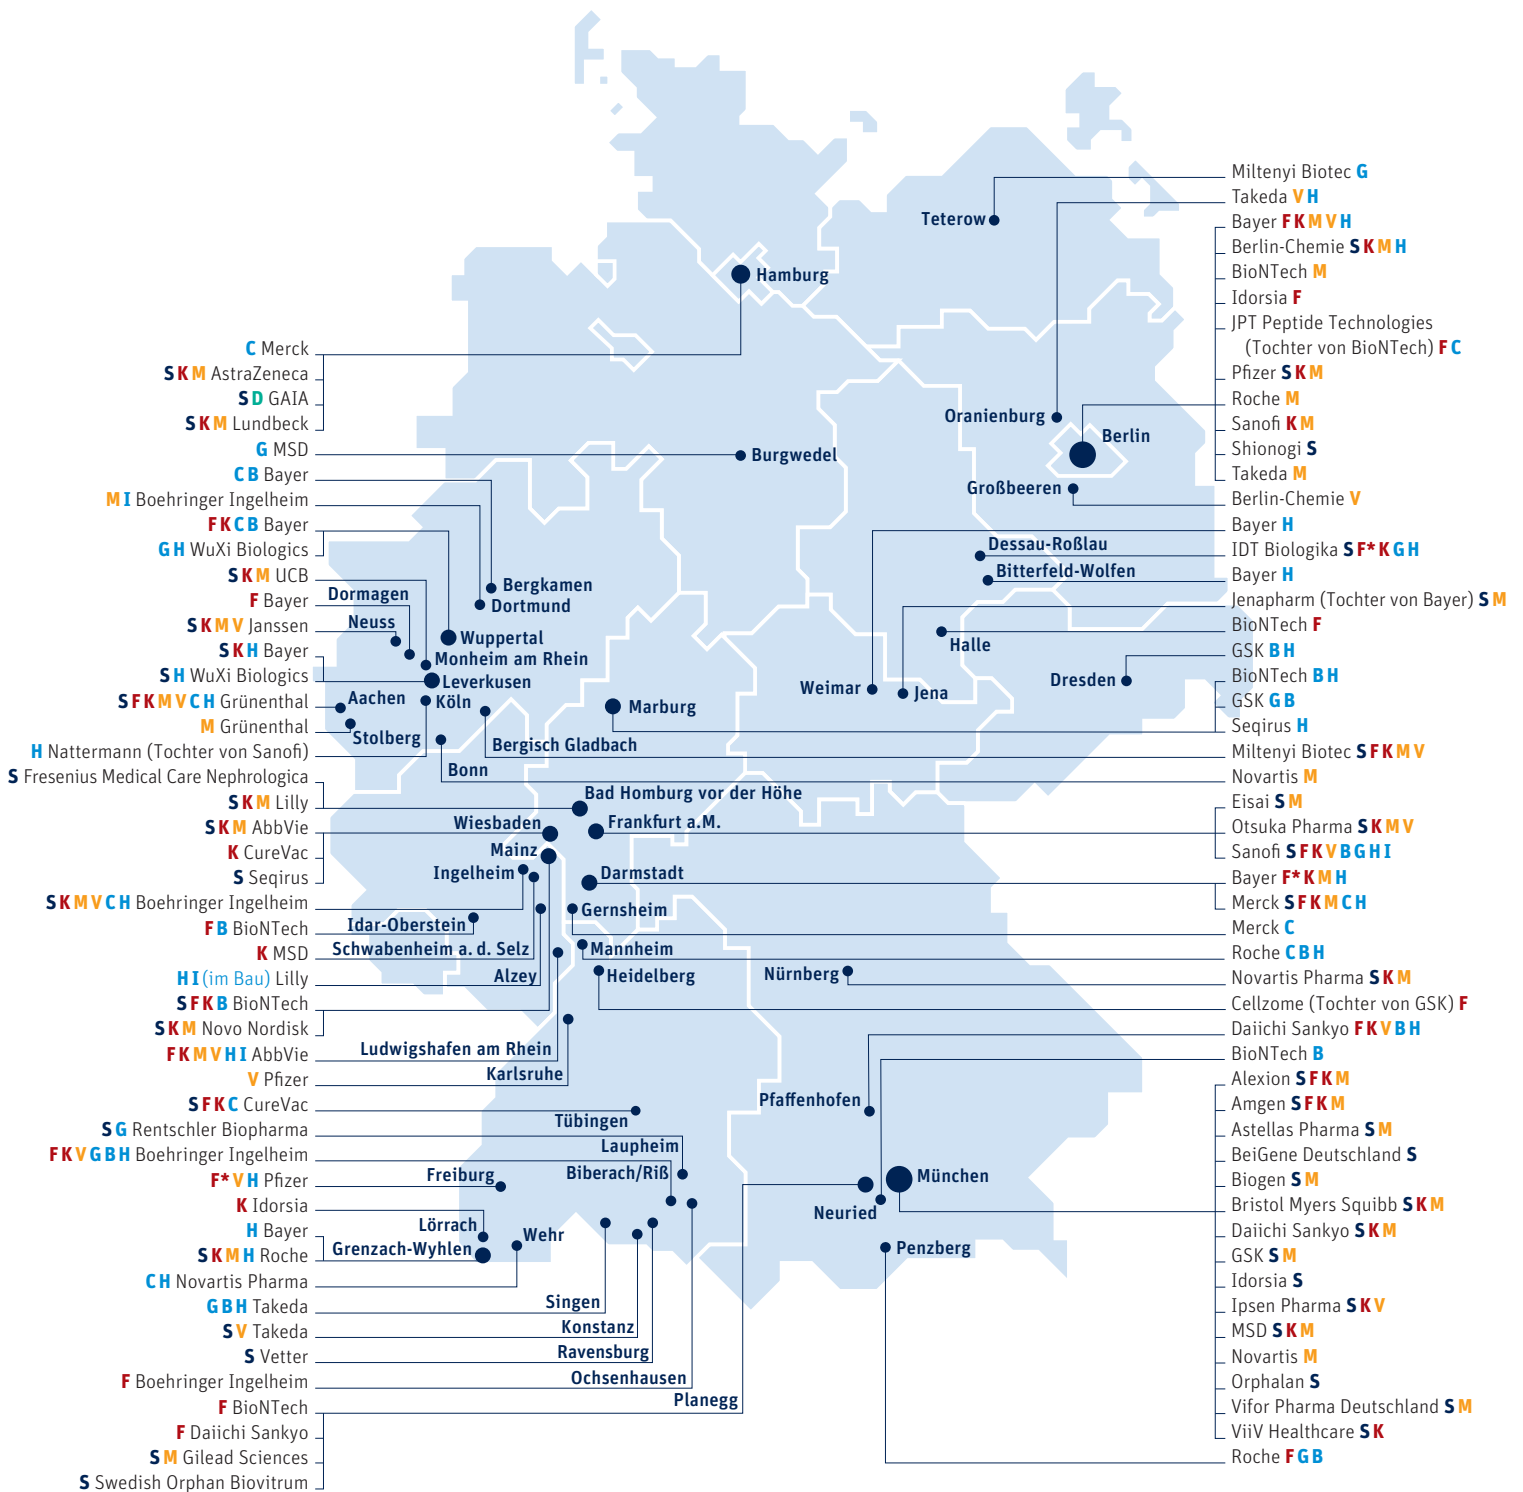 C Merck
S K M AstraZeneca
S D GAIA
S K M Lundbeck
G MSD
C B Bayer
M I Boehringer Ingelheim
F K C B Bayer
G H WuXi Biologics
S K M UCB
F Bayer
S K M V Janssen
S K H Bayer
S H WuXi Biologics
S F K M V C H Grünenthal
M Grünenthal
H Nattermann (Tochter von Sanofi)
S Fresenius Medical Care Nephrologica
S K M Lilly
S K M AbbVie
K CureVac
S Seqirus
S K M V C H Boehringer Ingelheim
F B BioNTech
K MSD
H I (im Bau) Lilly
S F K B BioNTech
S K M Novo Nordisk
F K M V H I AbbVie
V Pfizer
S F K C CureVac
S G Rentschler Biopharma
F K V G B H Boehringer Ingelheim
F* V H Pfizer
K Idorsia
H Bayer
S K M H Roche
C H Novartis Pharma
G B H Takeda
S V Takeda
S Vetter
F Boehringer Ingelheim
F BioNTech
F Daiichi Sankyo
S M Gilead Sciences
S Swedish Orphan Biovitrum
Teterow
Hamburg
Oranienburg
Berlin
Burgwedel
Großbeeren
Dessau-Roßlau
Bitterfeld-Wolfen
Bergkamen
Dortmund
Dormagen
Neuss
Wuppertal
Monheim am Rhein
Leverkusen
Halle
Dresden
Weimar
Jena
Aachen
Köln
Marburg
Stolberg
Bergisch Gladbach
Bonn
Bad Homburg vor der Höhe
Wiesbaden
Frankfurt a.M.
Mainz
Ingelheim
Darmstadt
Gernsheim
Idar-Oberstein
Schwabenheim a. d. Selz
Mannheim
Alzey
Heidelberg
Nürnberg
Ludwigshafen am Rhein
Karlsruhe
Pfaffenhofen
Tübingen
Laupheim
Biberach/Riß
Freiburg
München
Neuried
Lörrach
Wehr
Grenzach-Wyhlen
Penzberg
Singen
Konstanz
Ravensburg
Ochsenhausen
Planegg
Miltenyi Biotec G
Takeda V H
Bayer F K M V H
Berlin-Chemie S K M H
BioNTech M
Idorsia F
JPT Peptide Technologies
(Tochter von BioNTech) F C
Pfizer S K M
Roche M
Sanofi K M
Shionogi S
Takeda M
Berlin-Chemie V
Bayer H
IDT Biologika S F* K G H
Bayer H
Jenapharm (Tochter von Bayer) S M
BioNTech F
GSK B H
BioNTech B H
GSK G B
Seqirus H
Miltenyi Biotec S F K M V
Novartis M
Eisai S M
Otsuka Pharma S K M V
Sanofi S F K V B G H I
Bayer F* K M H
Merck S F K M C H
Merck C
Roche C B H
Novartis Pharma S K M
Cellzome (Tochter von GSK) F
Daiichi Sankyo F K V B H
BioNTech B
Alexion S F K M
Amgen S F K M
Astellas Pharma S M
BeiGene Deutschland S
Biogen S M
Bristol Myers Squibb S K M
Daiichi Sankyo S K M
GSK S M
Idorsia S
Ipsen Pharma S K V
MSD S K M
Novartis M
Orphalan S
Vifor Pharma Deutschland S M
ViiV Healthcare S K
Roche F G B